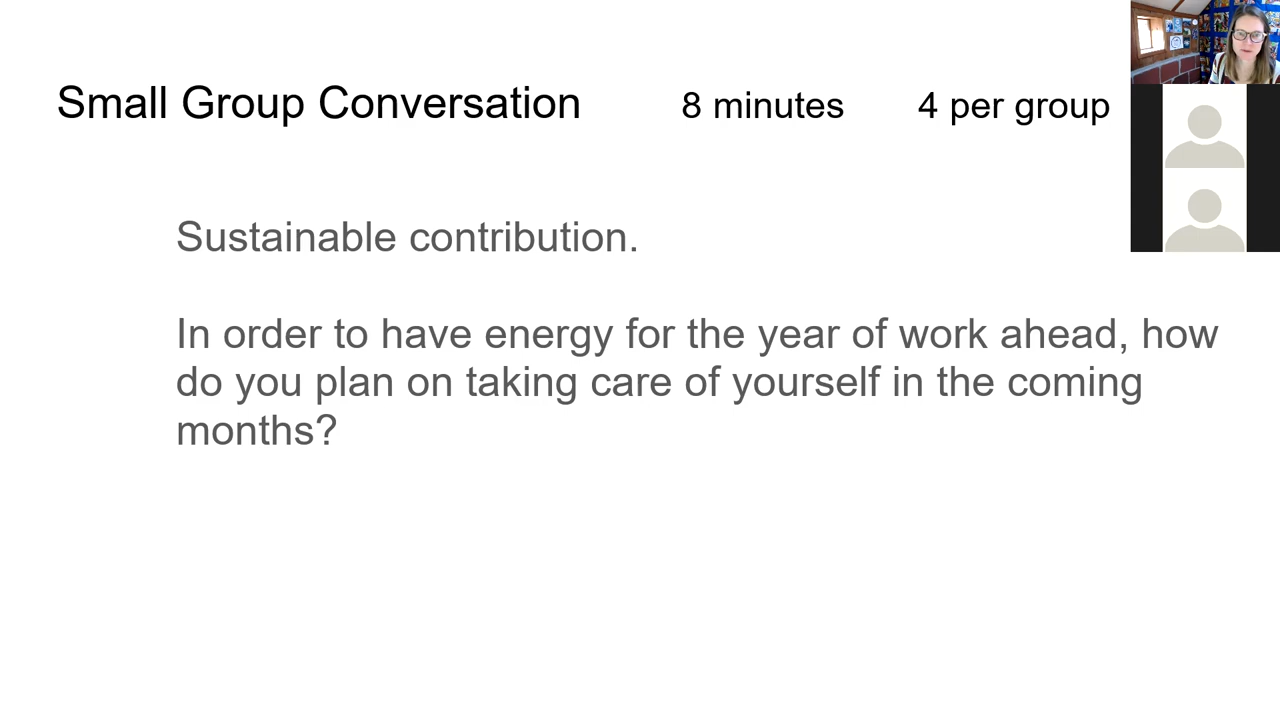 Small Group Conversation 8 minutes 4 per group
Sustainable contribution.
In order to have energy for the year of work ahead, how
do you plan on taking care of yourself in the coming
months?